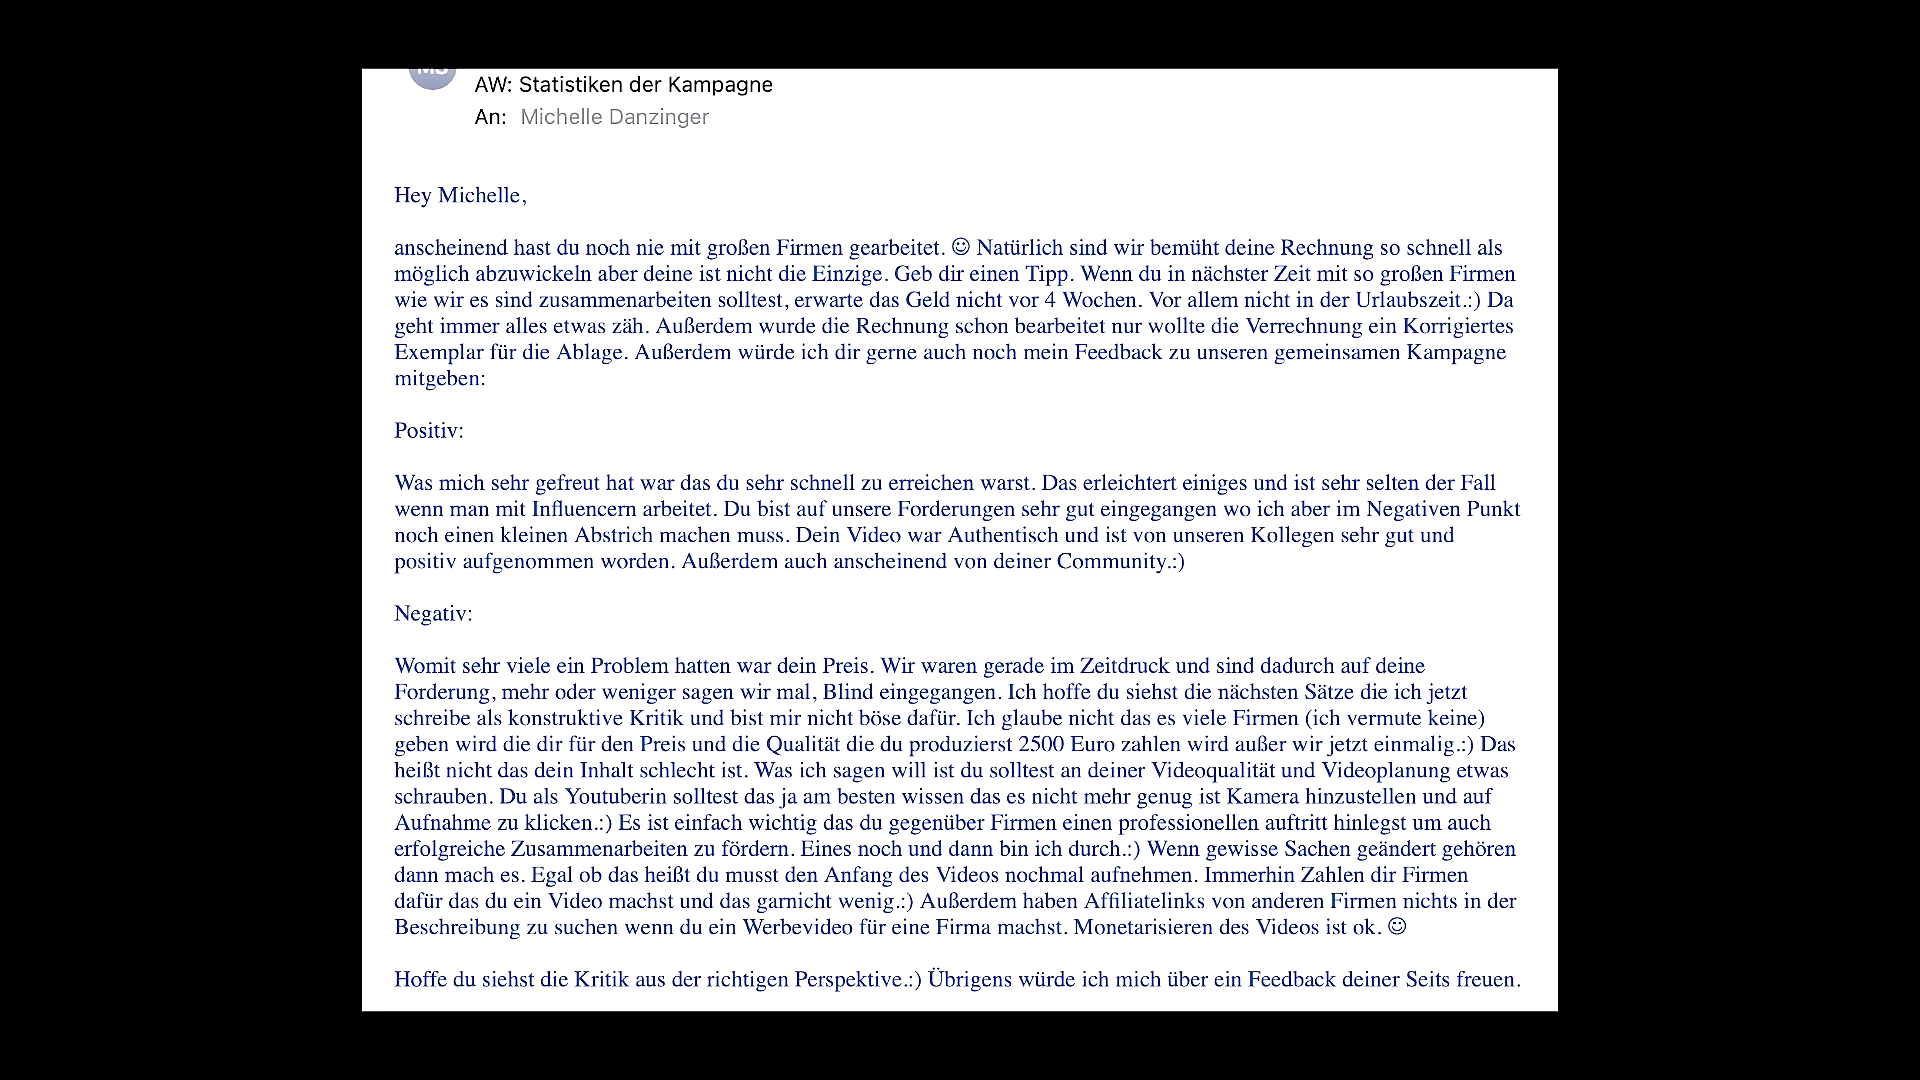 MS
AW: Statistiken der Kampagne
An: Michelle Danzinger
Hey Michelle,
anscheinend hast du noch nie mit großen Firmen gearbeitet. ☺ Natürlich sind wir bemüht deine Rechnung so schnell als
möglich abzuwickeln aber deine ist nicht die Einzige. Geb dir einen Tipp. Wenn du in nächster Zeit mit so großen Firmen
wie wir es sind zusammenarbeiten solltest, erwarte das Geld nicht vor 4 Wochen. Vor allem nicht in der Urlaubszeit.:) Da
geht immer alles etwas zäh. Außerdem wurde die Rechnung schon bearbeitet nur wollte die Verrechnung ein Korrigiertes
Exemplar für die Ablage. Außerdem würde ich dir gerne auch noch mein Feedback zu unseren gemeinsamen Kampagne
mitgeben:
Positiv:
Was mich sehr gefreut hat war das du sehr schnell zu erreichen warst. Das erleichtert einiges und ist sehr selten der Fall
wenn man mit Influencern arbeitet. Du bist auf unsere Forderungen sehr gut eingegangen wo ich aber im Negativen Punkt
noch einen kleinen Abstrich machen muss. Dein Video war Authentisch und ist von unseren Kollegen sehr gut und
positiv aufgenommen worden. Außerdem auch anscheinend von deiner Community.:)
Negativ:
Womit sehr viele ein Problem hatten war dein Preis. Wir waren gerade im Zeitdruck und sind dadurch auf deine
Forderung, mehr oder weniger sagen wir mal, Blind eingegangen. Ich hoffe du siehst die nächsten Sätze die ich jetzt
schreibe als konstruktive Kritik und bist mir nicht böse dafür. Ich glaube nicht das es viele Firmen (ich vermute keine)
geben wird die dir für den Preis und die Qualität die du produzierst 2500 Euro zahlen wird außer wir jetzt einmalig.:) Das
heißt nicht das dein Inhalt schlecht ist. Was ich sagen will ist du solltest an deiner Videoqualität und Videoplanung etwas
schrauben. Du als Youtuberin solltest das ja am besten wissen das es nicht mehr genug ist Kamera hinzustellen und auf
Aufnahme zu klicken.:) Es ist einfach wichtig das du gegenüber Firmen einen professionellen auftritt hinlegst um auch
erfolgreiche Zusammenarbeiten zu fördern. Eines noch und dann bin ich durch.:) Wenn gewisse Sachen geändert gehören
dann mach es. Egal ob das heißt du musst den Anfang des Videos nochmal aufnehmen. Immerhin Zahlen dir Firmen
dafür das du ein Video machst und das garnicht wenig.:) Außerdem haben Affiliatelinks von anderen Firmen nichts in der
Beschreibung zu suchen wenn du ein Werbevideo für eine Firma machst. Monetarisieren des Videos ist ok. ☺
Hoffe du siehst die Kritik aus der richtigen Perspektive.:) Übrigens würde ich mich über ein Feedback deiner Seits freuen.